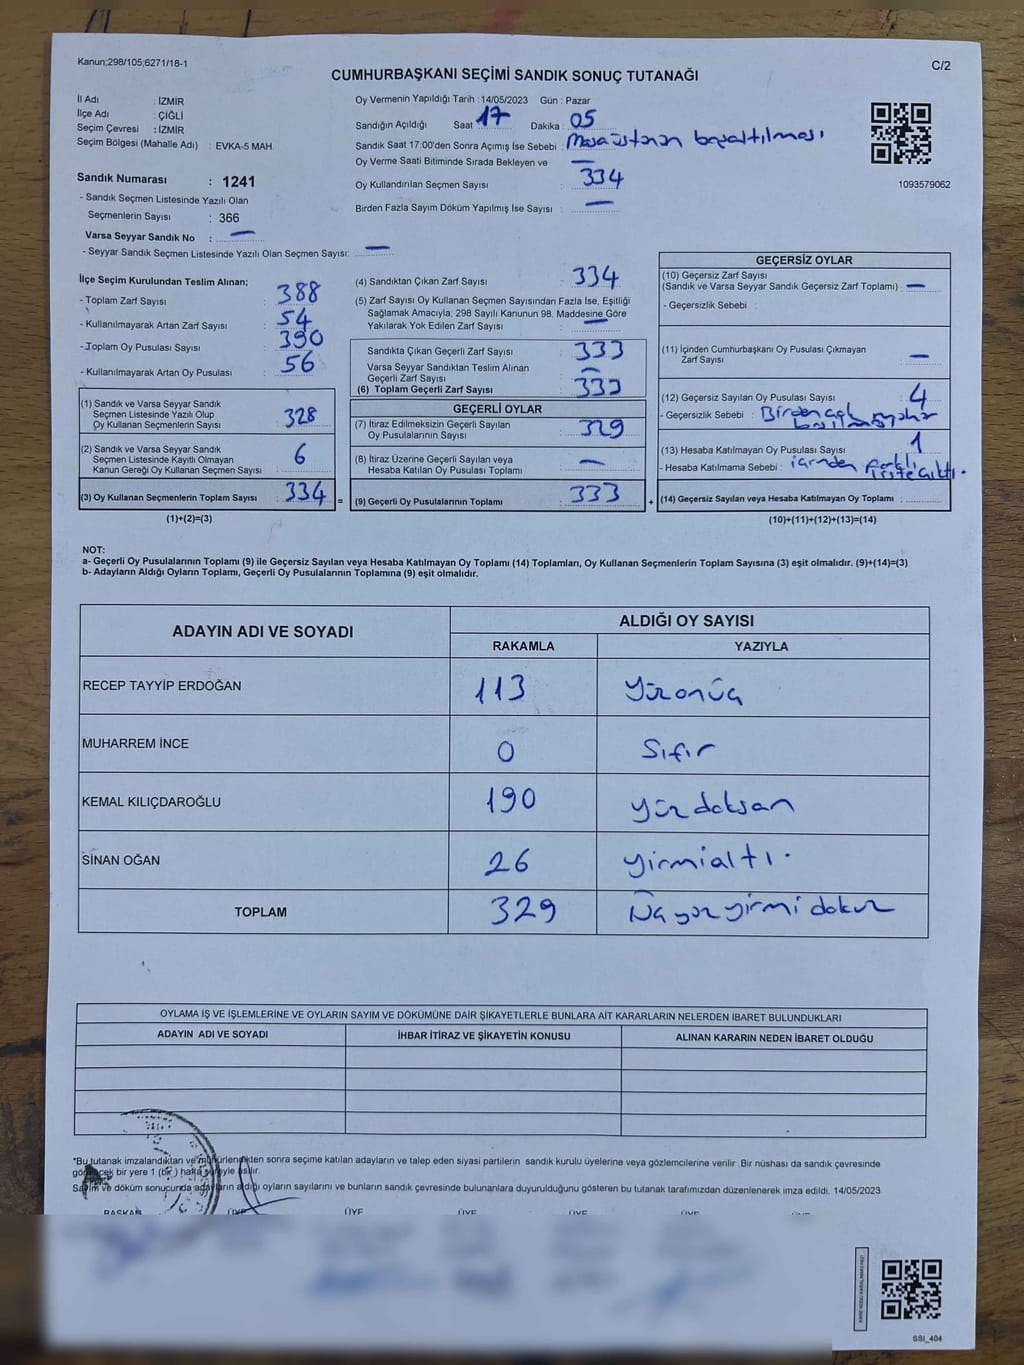 Kanun;298/105;6271/18-1
C/2
CUMHURBAŞKANI SEÇİMİ SANDIK SONUÇ TUTANAĞI
İl Adı : İZMİR
İlçe Adı : ÇİĞLİ
Seçim Çevresi : İZMİR
Seçim Bölgesi (Mahalle Adı) : EVKA-5 MAH.
Sandık Numarası : 1241
- Sandık Seçmen Listesinde Yazılı Olan
Seçmenlerin Sayısı : 366
Varsa Seyyar Sandık No : —
- Seyyar Sandık Seçmen Listesinde Yazılı Olan Seçmen Sayısı: —
Oy Vermenin Yapıldığı Tarih : 14/05/2023 Gün : Pazar
Sandığın Açıldığı Saat 17 Dakika : 05
Sandık Saat 17:00'den Sonra Açımış İse Sebebi : Masaüstünün boşaltılması
Oy Verme Saati Bitiminde Sırada Bekleyen ve —
Oy Kullandırılan Seçmen Sayısı : 334
Birden Fazla Sayım Döküm Yapılmış İse Sayısı : —
1093579062
İlçe Seçim Kurulundan Teslim Alınan;
- Toplam Zarf Sayısı : 388
- Kullanılmayarak Artan Zarf Sayısı : 54
- Toplam Oy Pusulası Sayısı : 390
- Kullanılmayarak Artan Oy Pusulası : 56
(1) Sandık ve Varsa Seyyar Sandık
Seçmen Listesinde Yazılı Olup
Oy Kullanan Seçmenlerin Sayısı : 328
(2) Sandık ve Varsa Seyyar Sandık
Seçmen Listesinde Kayıtlı Olmayan
Kanun Gereği Oy Kullanan Seçmen Sayısı : 6
(3) Oy Kullanan Seçmenlerin Toplam Sayısı : 334 =
(1)+(2)=(3)
(4) Sandıktan Çıkan Zarf Sayısı : 334
(5) Zarf Sayısı Oy Kullanan Seçmen Sayısından Fazla İse, Eşitliği
Sağlamak Amacıyla; 298 Sayılı Kanunun 98. Maddesine Göre
Yakılarak Yok Edilen Zarf Sayısı : —
Sandıkta Çıkan Geçerli Zarf Sayısı : 333
Varsa Seyyar Sandıktan Teslim Alınan
Geçerli Zarf Sayısı : —
(6) Toplam Geçerli Zarf Sayısı : 333
GEÇERLİ OYLAR
(7) İtiraz Edilmeksizin Geçerli Sayılan
Oy Pusulalarının Sayısı : 329
(8) İtiraz Üzerine Geçerli Sayılan veya
Hesaba Katılan Oy Pusulası Toplamı : —
(9) Geçerli Oy Pusulalarının Toplamı : 333 +
GEÇERSİZ OYLAR
(10) Geçersiz Zarf Sayısı
(Sandık ve Varsa Seyyar Sandık Geçersiz Zarf Toplamı) : —
- Geçersizlik Sebebi :
(11) İçinden Cumhurbaşkanı Oy Pusulası Çıkmayan
Zarf Sayısı : —
(12) Geçersiz Sayılan Oy Pusulası Sayısı : 4
- Geçersizlik Sebebi :
(13) Hesaba Katılmayan Oy Pusulası Sayısı : 1
- Hesaba Katılmama Sebebi : içinden farklı
liste çıktı.
(14) Geçersiz Sayılan veya Hesaba Katılmayan Oy Toplamı :
(10)+(11)+(12)+(13)=(14)
NOT:
a- Geçerli Oy Pusulalarının Toplamı (9) ile Geçersiz Sayılan veya Hesaba Katılmayan Oy Toplamı (14) Toplamları, Oy Kullanan Seçmenlerin Toplam Sayısına (3) eşit olmalıdır. (9)+(14)=(3)
b- Adayların Aldığı Oyların Toplamı, Geçerli Oy Pusulalarının Toplamına (9) eşit olmalıdır.
ADAYIN ADI VE SOYADI
ALDIĞI OY SAYISI
RAKAMLA YAZIYLA
RECEP TAYYİP ERDOĞAN 113 Yüzonüç
MUHARREM İNCE 0 Sıfır
KEMAL KILIÇDAROĞLU 190 yüzdoksan
SİNAN OĞAN 26 yirmialtı.
TOPLAM 329 Üçyüzyirmidokuz
OYLAMA İŞ VE İŞLEMLERİNE VE OYLARIN SAYIM VE DÖKÜMÜNE DAİR ŞİKAYETLERLE BUNLARA AİT KARARLARIN NELERDEN İBARET BULUNDUKLARI
ADAYIN ADI VE SOYADI İHBAR İTİRAZ VE ŞİKAYETİN KONUSU ALINAN KARARIN NEDEN İBARET OLDUĞU
*Bu tutanak imzalandıktan ve mühürlendikten sonra seçime katılan adayların ve talep eden siyasi partilerin sandık kurulu üyelerine veya gözlemcilerine verilir .Bir nüshası da sandık çevresinde
görülecek bir yere 1 (bir ) hafta süreyle asılır.
Sayım ve döküm sonucunda adayların aldığı oyların sayılarını ve bunların sandık çevresinde bulunanlara duyurulduğunu gösteren bu tutanak tarafımızdan düzenlenerek imza edildi. 14/05/2023
BAŞKAN ÜYE ÜYE ÜYE ÜYE ÜYE ÜYE
SSI_404